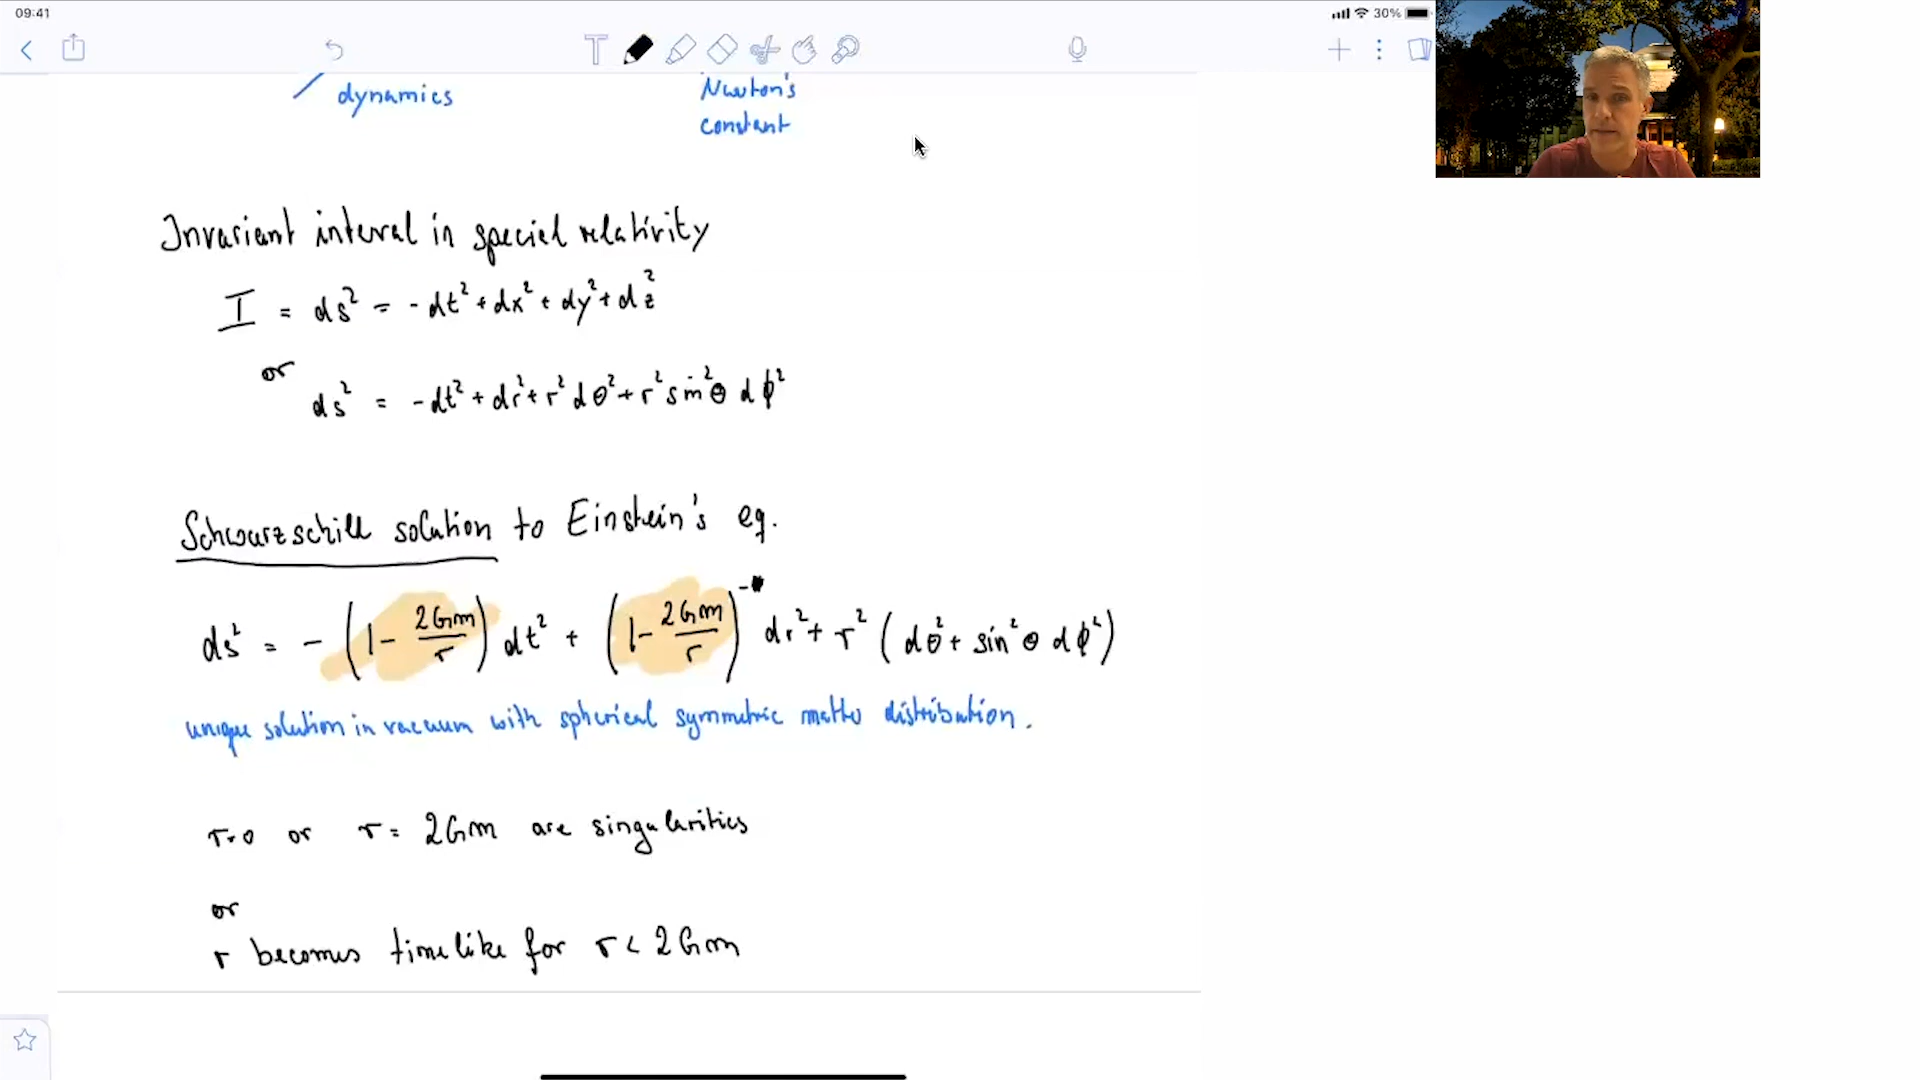 09:41
30%
dynamics
Newton's
constant
Invariant interval in special relativity
I = ds² = -dt² + dx² + dy² + dz²
or
ds² = -dt² + dr² + r² dθ² + r² sin²θ dϕ²
Schwarzschill solution to Einstein's eq.
ds² = - (1 - 2Gm/r) dt² + (1 - 2Gm/r)⁻ dr² + r² (dθ² + sin²θ dϕ²)
unique solution in vacuum with spherical symmetric matter distribution.
r=0 or r = 2Gm are singularities
or
r becomes timelike for r < 2Gm